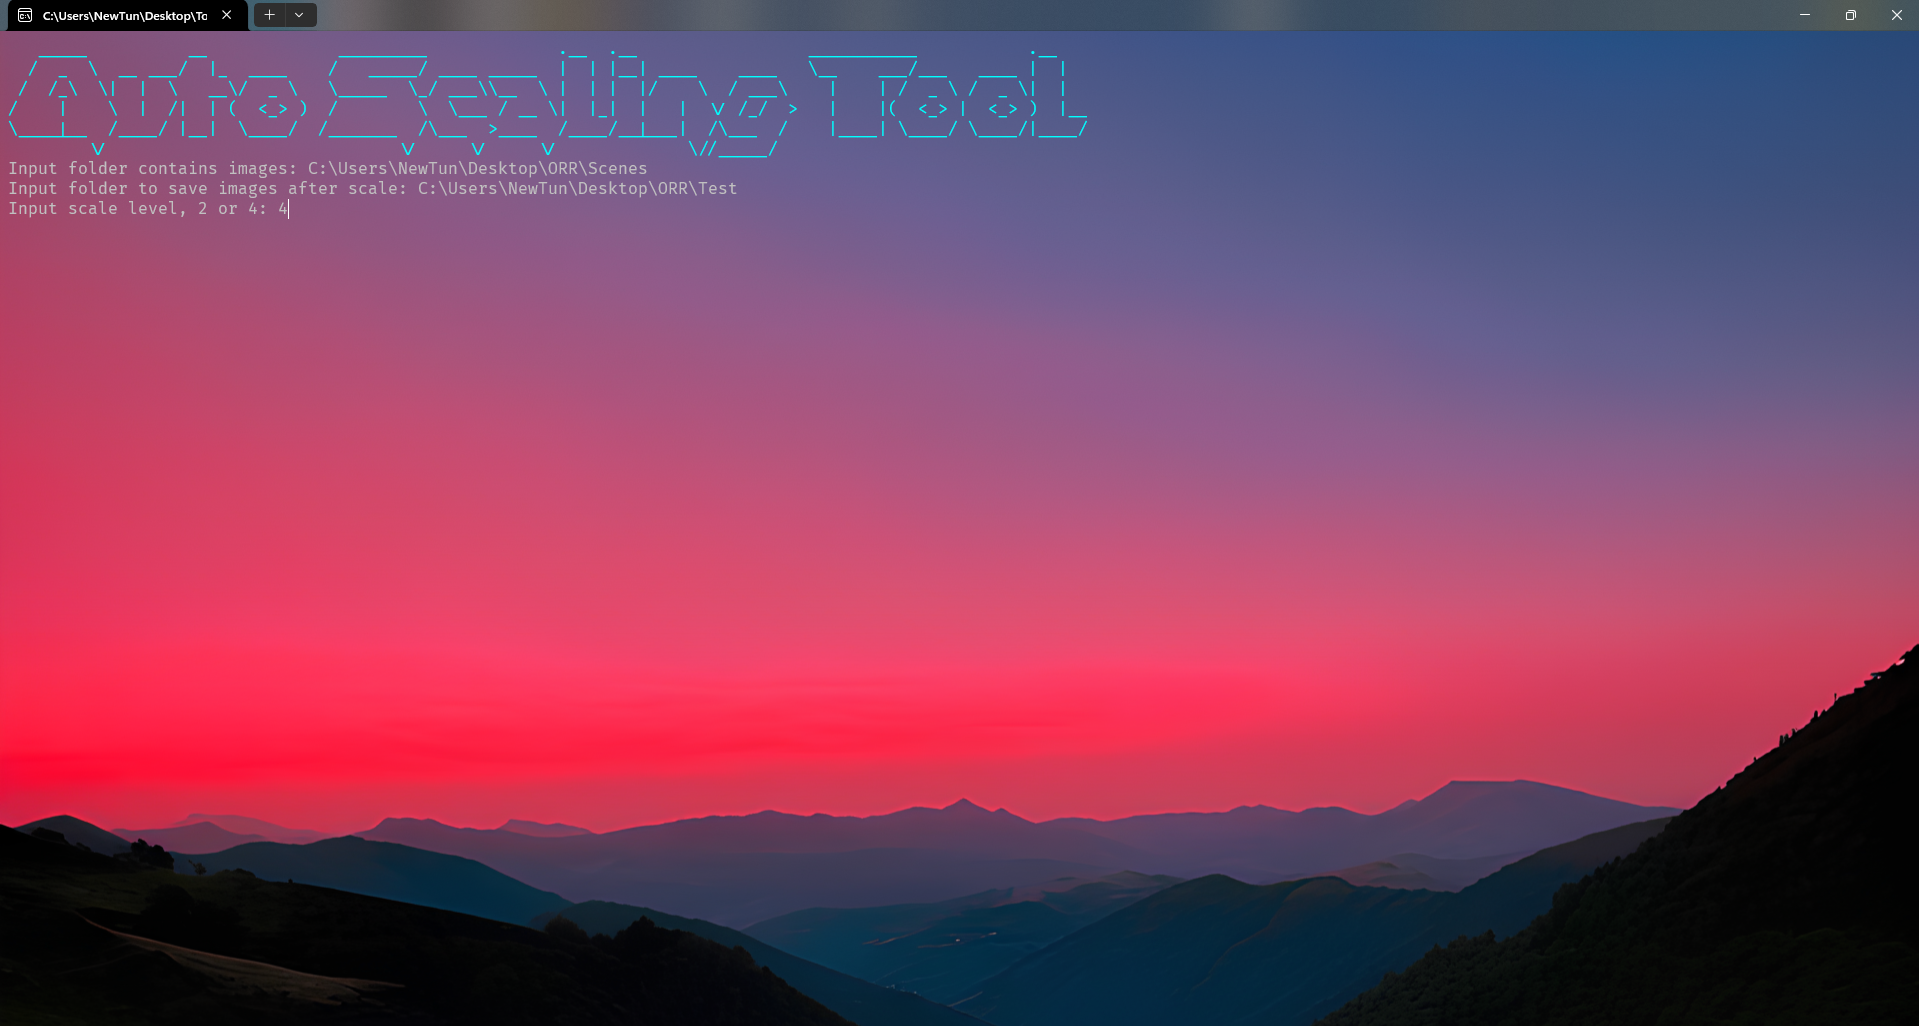 C:\Users\NewTun\Desktop\To
Auto Scaling Tool
Input folder contains images: C:\Users\NewTun\Desktop\ORR\Scenes
Input folder to save images after scale: C:\Users\NewTun\Desktop\ORR\Test
Input scale level, 2 or 4: 4